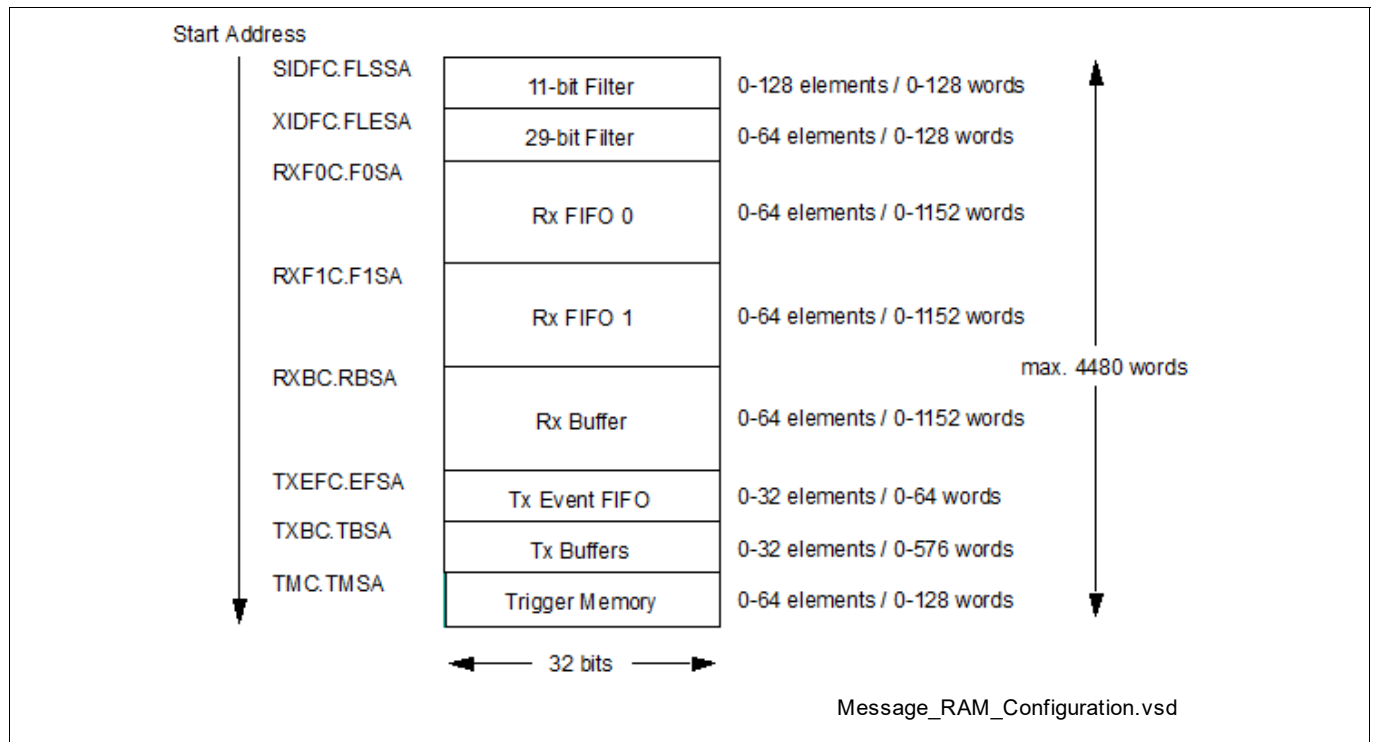 Start Address
SIDFC.FLSSA
11-bit Filter
0-128 elements / 0-128 words
XIDFC.FLESA
29-bit Filter
0-64 elements / 0-128 words
RXF0C.F0SA
Rx FIFO 0
0-64 elements / 0-1152 words
RXF1C.F1SA
Rx FIFO 1
0-64 elements / 0-1152 words
max. 4480 words
RXBC.RBSA
Rx Buffer
0-64 elements / 0-1152 words
TXEFC.EFSA
Tx Event FIFO
0-32 elements / 0-64 words
TXBC.TBSA
Tx Buffers
0-32 elements / 0-576 words
TMC.TMSA
Trigger Memory
0-64 elements / 0-128 words
32 bits
Message_RAM_Configuration.vsd